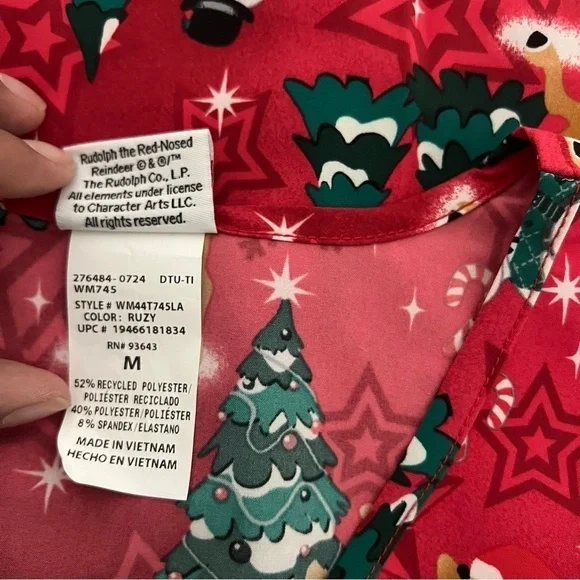 Rudolph the Red-Nosed
Reindeer © & ®/™
The Rudolph Co., L.P.
All elements under license
to Character Arts LLC.
All rights reserved.
276484-0724 DTU-TI
WM745
STYLE# WM44T745LA
COLOR: RUZY
UPC # 19466181834
RN# 93643
M
52% RECYCLED POLYESTER/
POLIÉSTER RECICLADO
40% POLYESTER/POLIÉSTER
8% SPANDEX/ELASTANO
MADE IN VIETNAM
HECHO EN VIETNAM